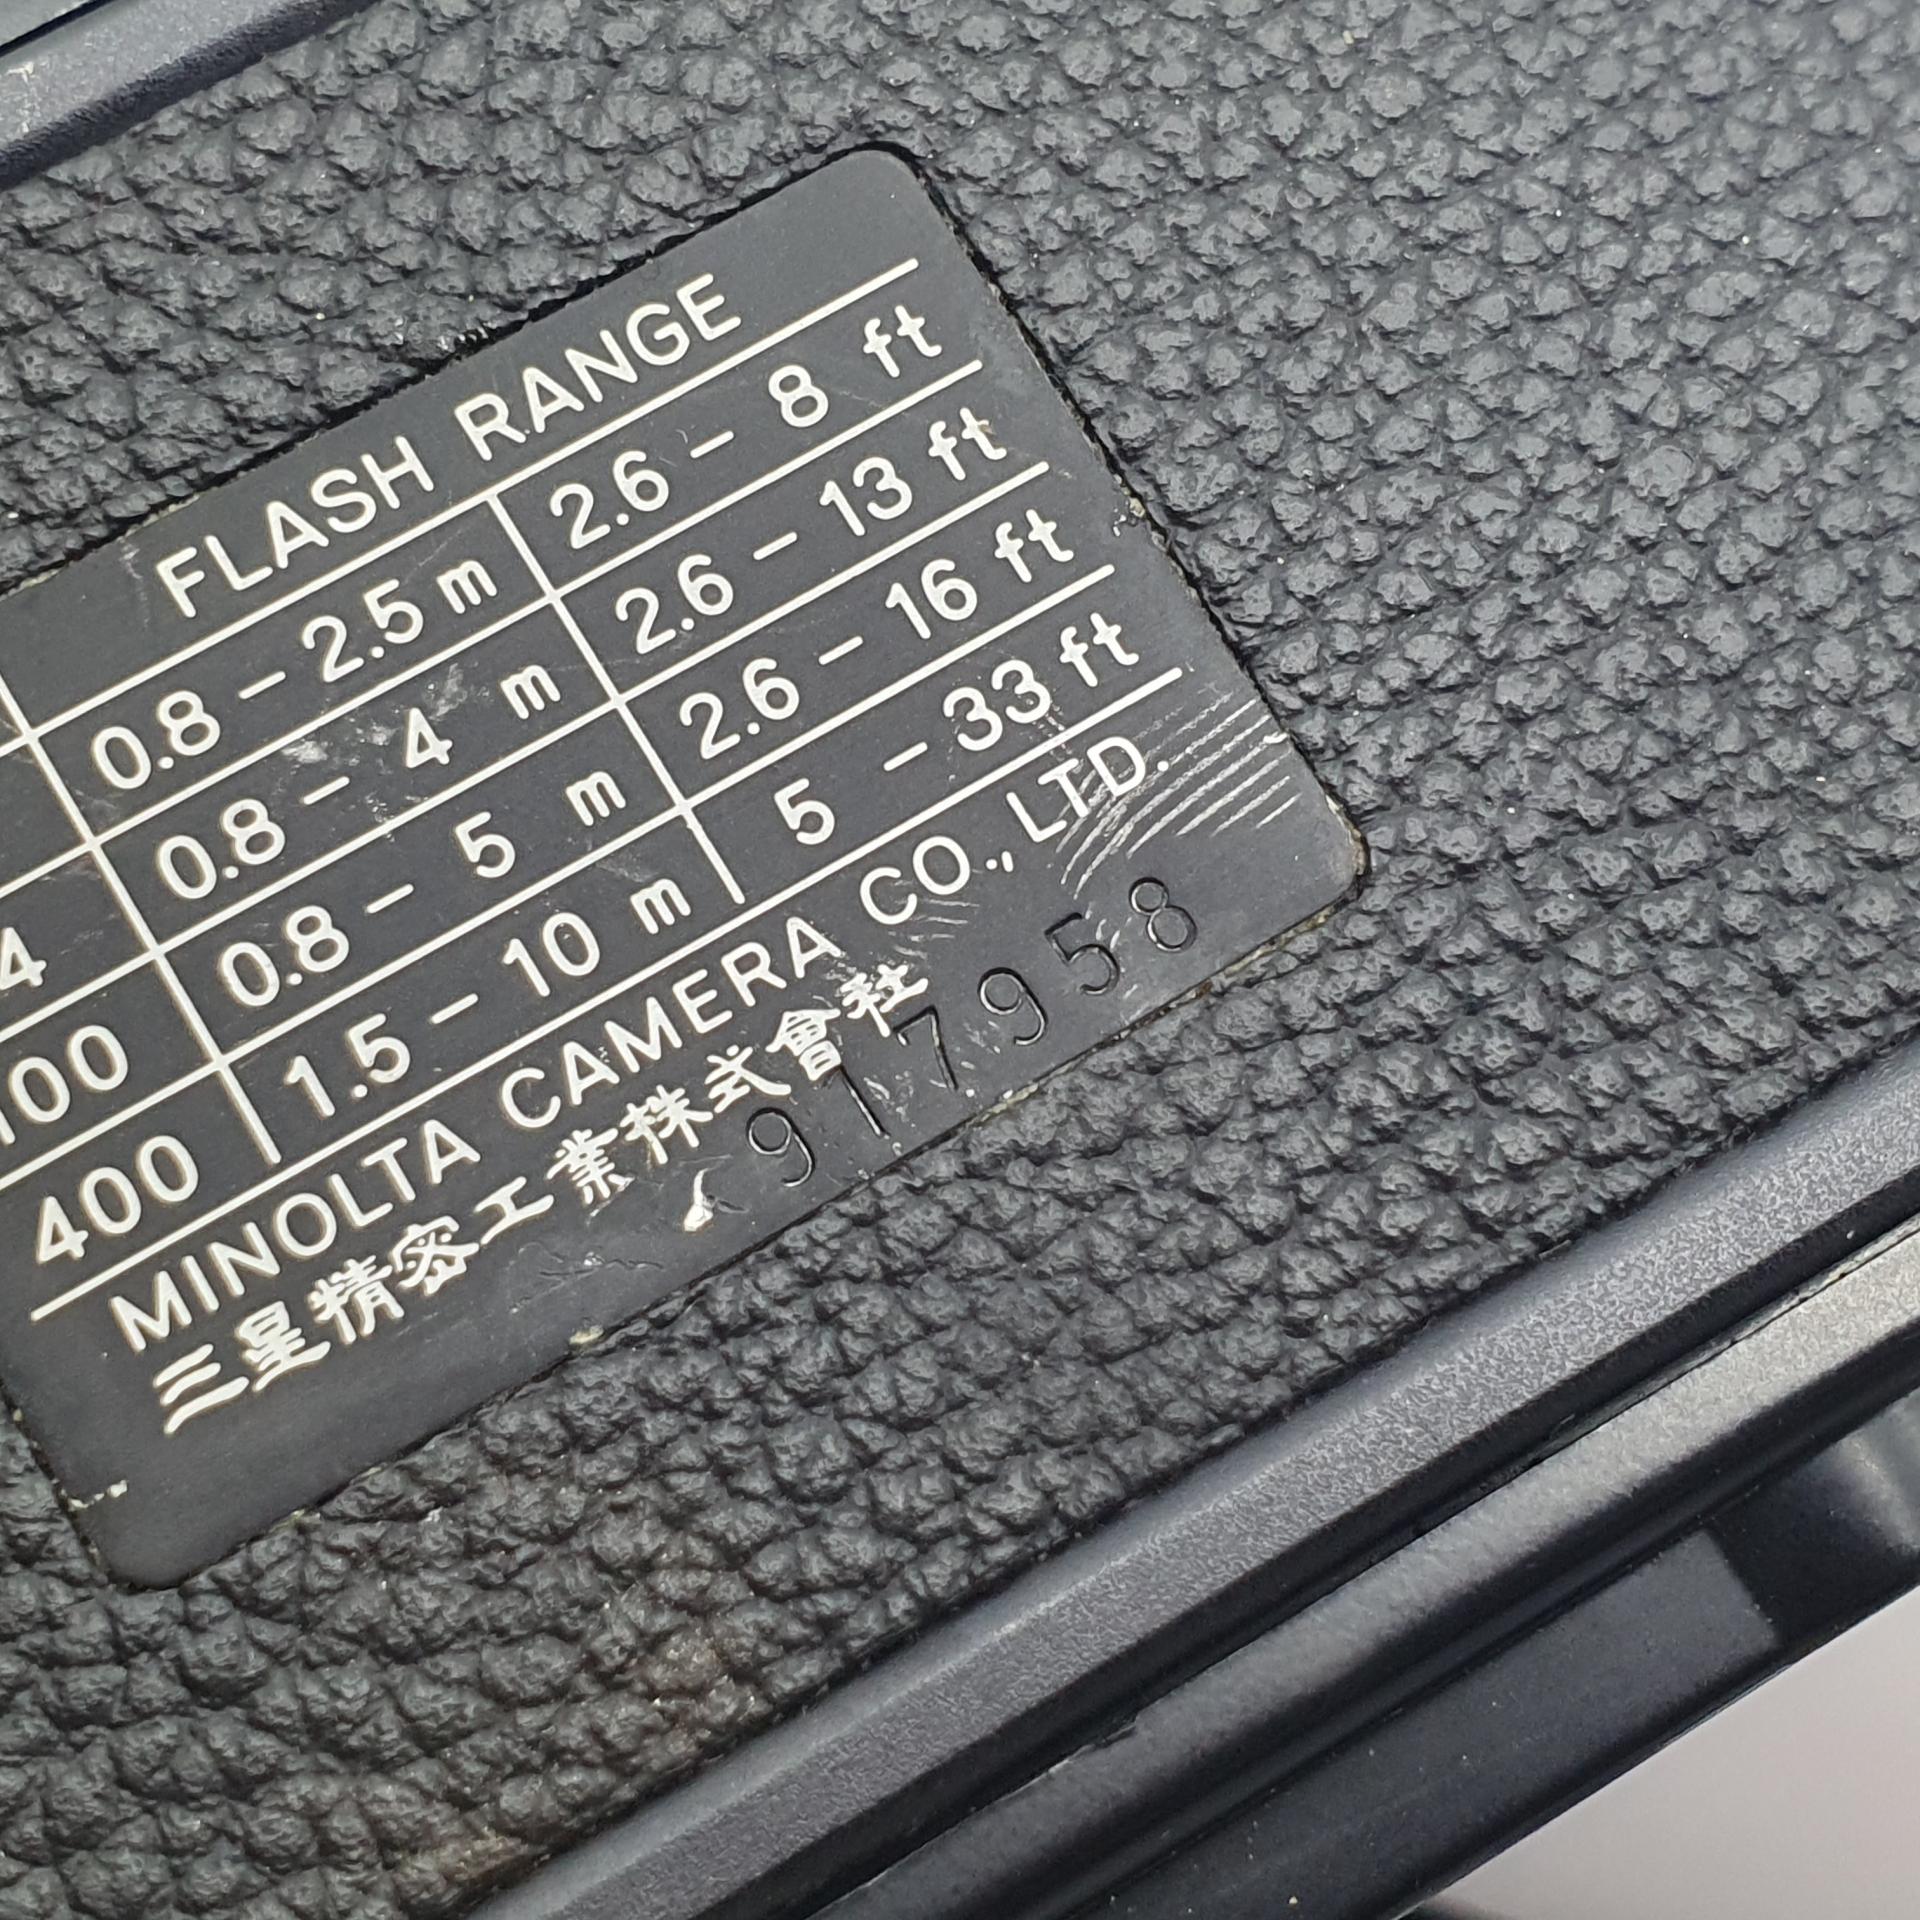 FLASH RANGE
0.8 – 2.5 m 2.6 – 8 ft
4 0.8 – 4 m 2.6 – 13 ft
100 0.8 – 5 m 2.6 – 16 ft
400 1.5 – 10 m 5 – 33 ft
MINOLTA CAMERA CO., LTD.
三星精密工業株式會社
917958